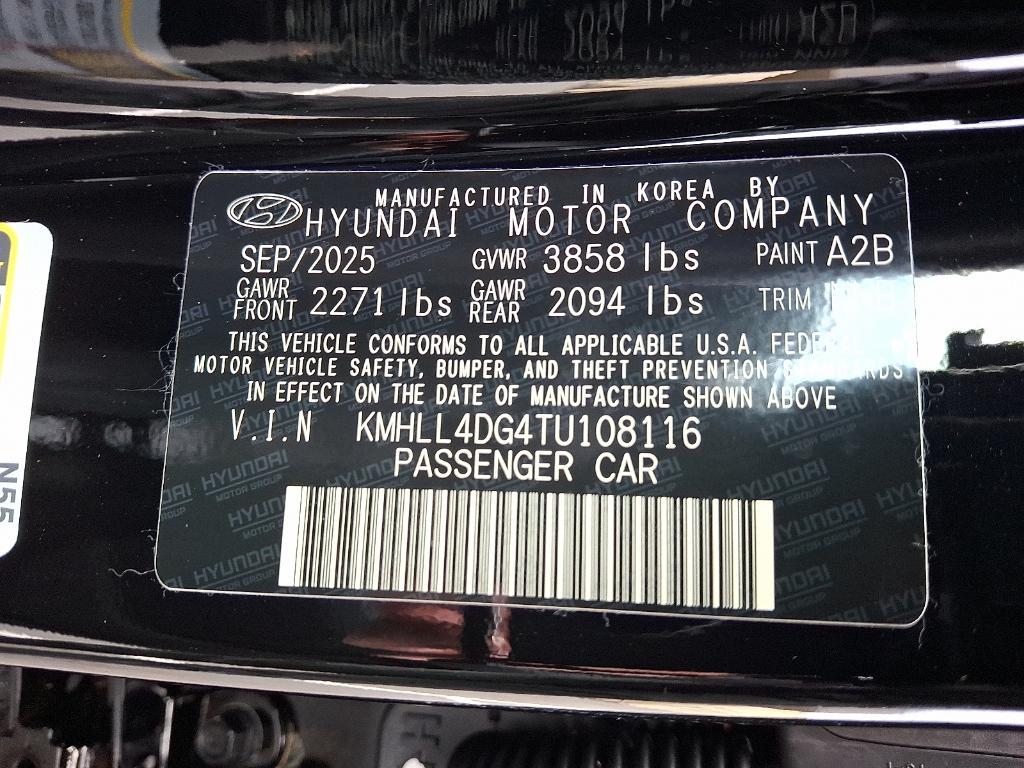 MANUFACTURED IN KOREA BY
HYUNDAI MOTOR COMPANY
SEP/2025 GVWR 3858 lbs PAINT A2B
GAWR FRONT 2271 lbs GAWR REAR 2094 lbs TRIM
THIS VEHICLE CONFORMS TO ALL APPLICABLE U.S.A.
MOTOR VEHICLE SAFETY, BUMPER, AND THEFT PREVENTION STANDARDS
IN EFFECT ON THE DATE OF MANUFACTURE SHOWN ABOVE
V.I.N KMHLL4DG4TU108116
PASSENGER CAR
N55